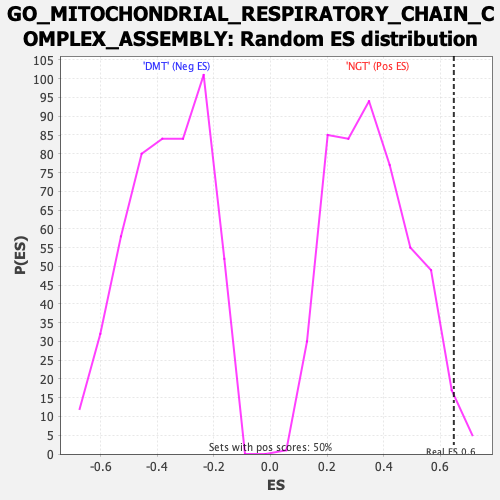 GO_MITOCHONDRIAL_RESPIRATORY_CHAIN_C
OMPLEX_ASSEMBLY: Random ES distribution
'DMT' (Neg ES) 'NGT' (Pos ES)
105
100
95
90
85
80
75
70
65
60
55
50
45
40
35
30
25
20
15
10
5
0
P(ES)
Sets with pos scores: 50%
Real ES 0.6
-0.6 -0.4 -0.2 0.0 0.2 0.4 0.6
ES